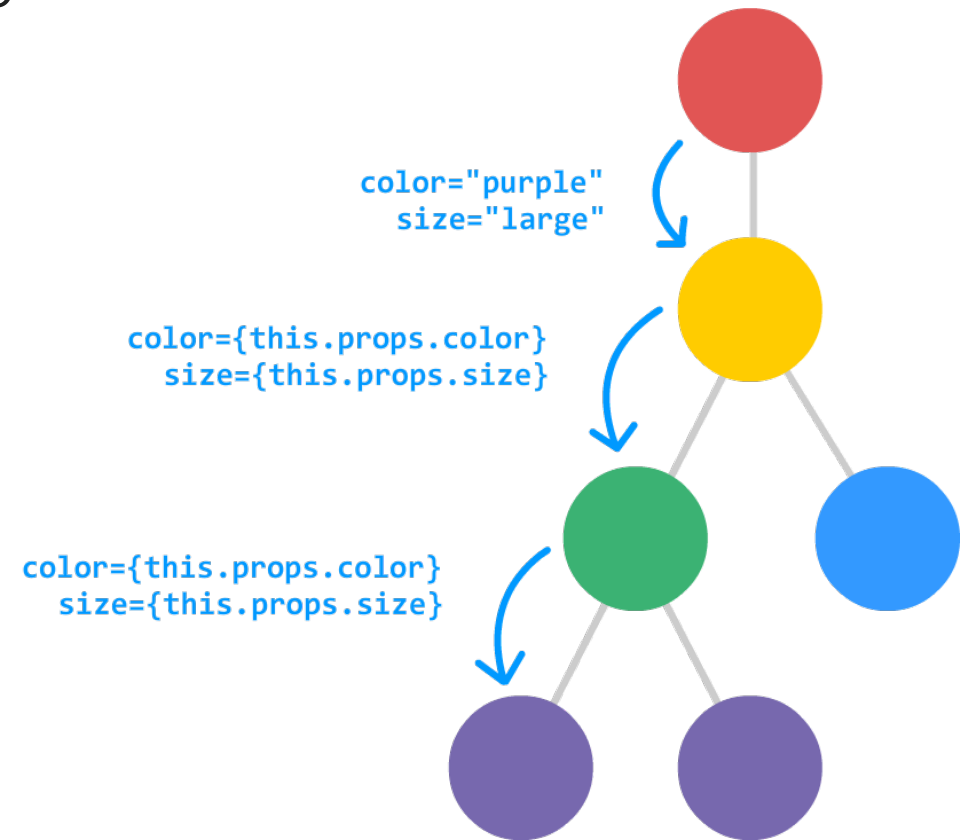 color="purple"
size="large"
color={this.props.color}
size={this.props.size}
color={this.props.color}
size={this.props.size}